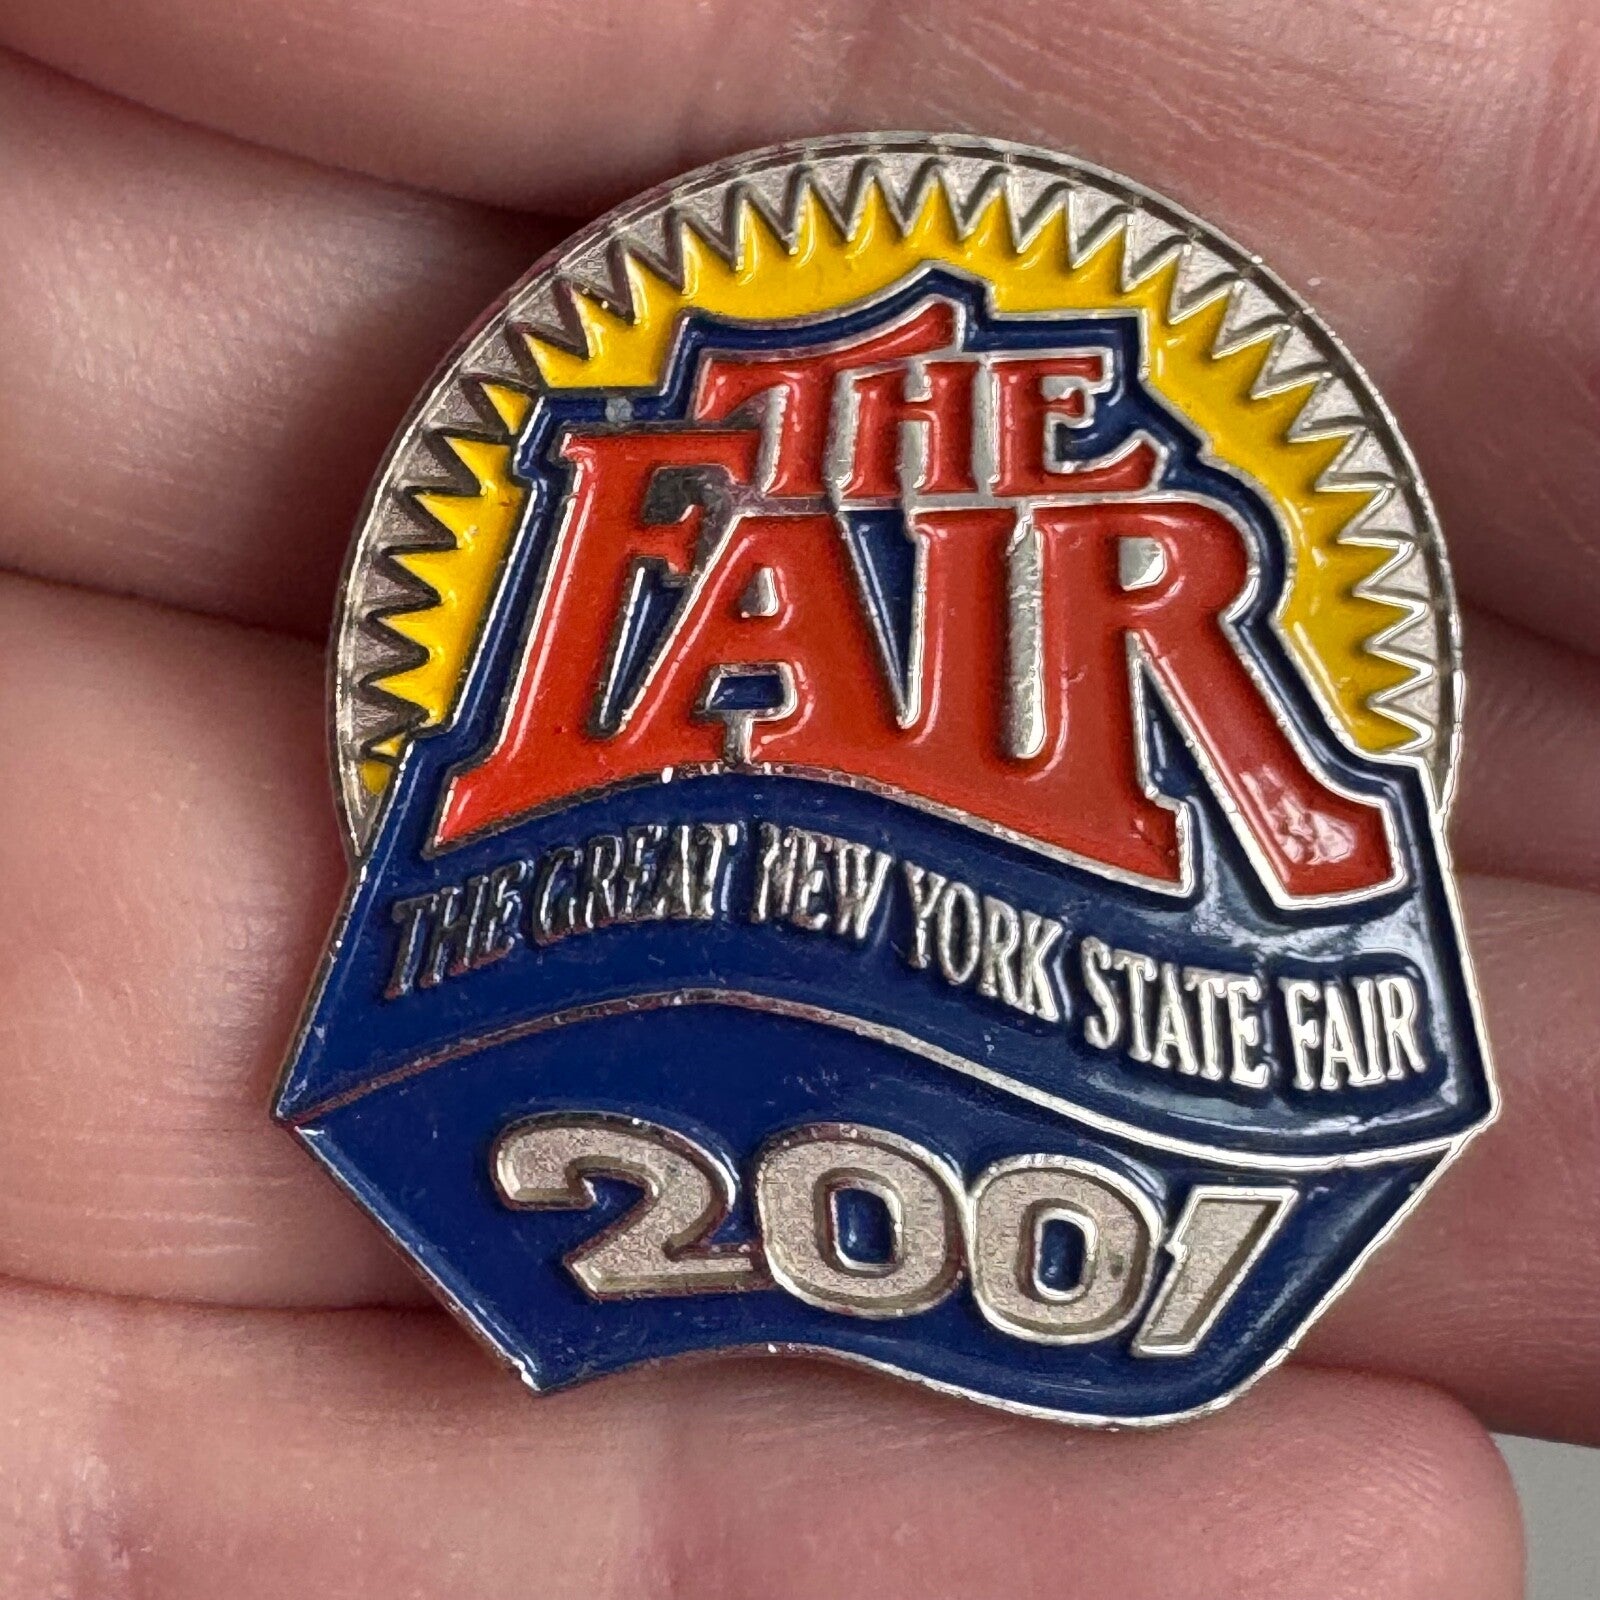 THE
FAIR
THE GREAT NEW YORK STATE FAIR
2001